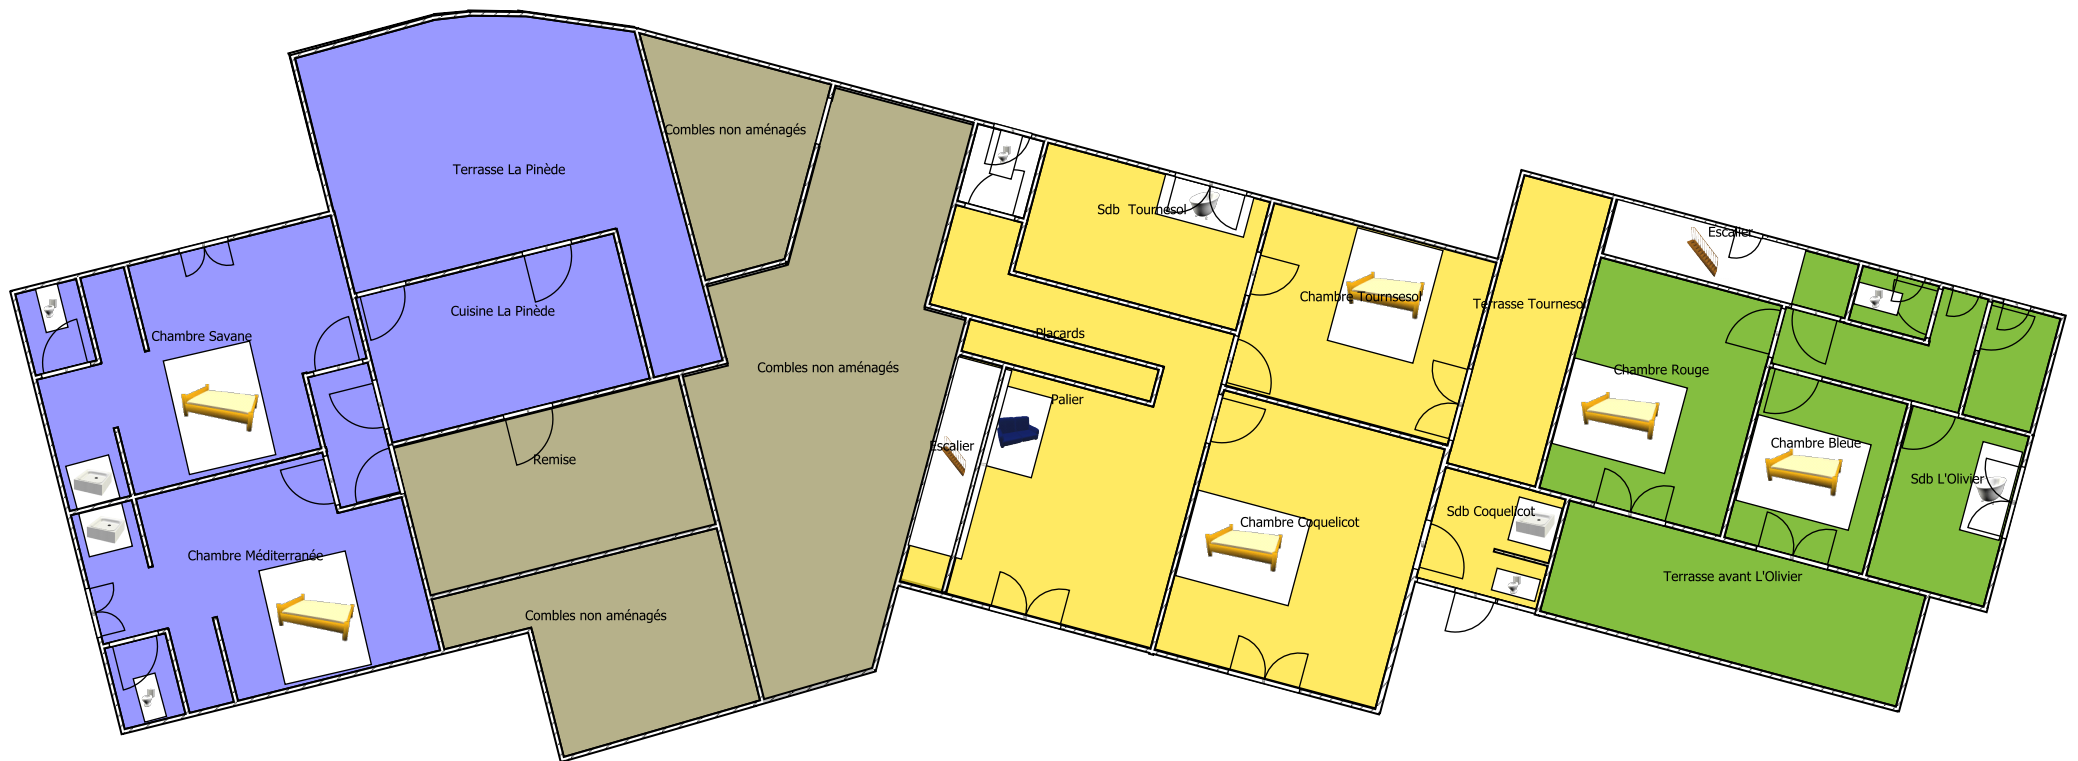 Combles non aménagés
Terrasse La Pinède
Sdb  Tournesol
Escalier
Chambre Tournsesol
Terrasse Tournesol
Cuisine La Pinède
Chambre Savane
Placards
Combles non aménagés
Chambre Rouge
Palier
Escalier
Chambre Bleue
Remise
Sdb L'Olivier
Sdb Coquelicot
Chambre Coquelicot
Chambre Méditerranée
Terrasse avant L'Olivier
Combles non aménagés